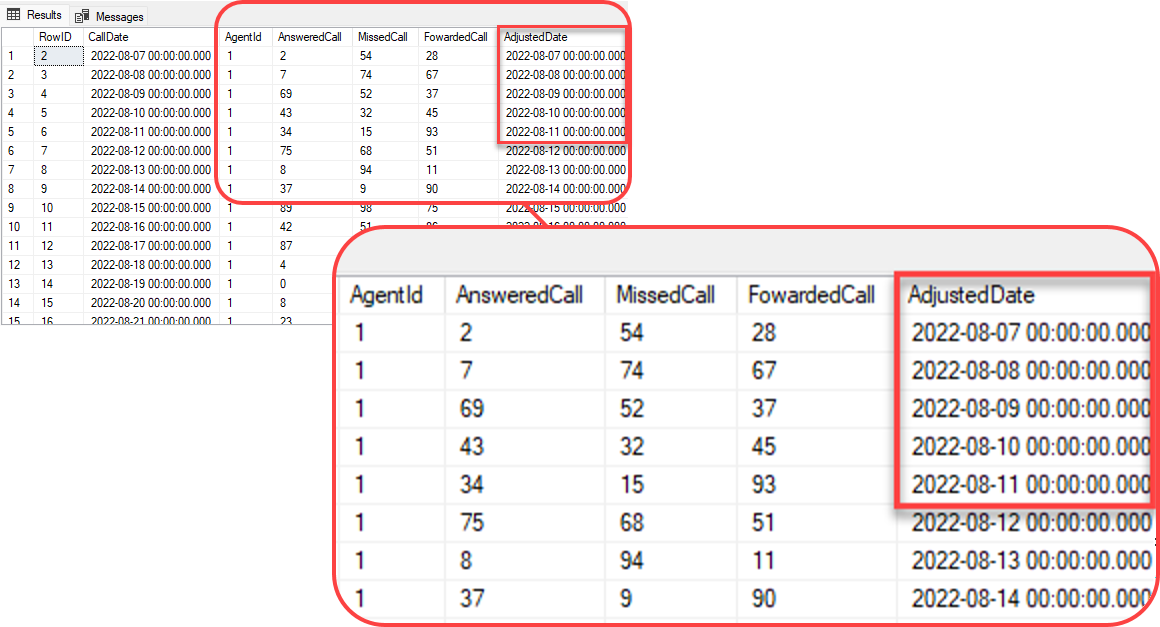 Results Messages
RowID CallDate AgentId AnsweredCall MissedCall FowardedCall AdjustedDate
1 2 2022-08-07 00:00:00.000 1 2 54 28 2022-08-07 00:00:00.000
2 3 2022-08-08 00:00:00.000 1 7 74 67 2022-08-08 00:00:00.000
3 4 2022-08-09 00:00:00.000 1 69 52 37 2022-08-09 00:00:00.000
4 5 2022-08-10 00:00:00.000 1 43 32 45 2022-08-10 00:00:00.000
5 6 2022-08-11 00:00:00.000 1 34 15 93 2022-08-11 00:00:00.000
6 7 2022-08-12 00:00:00.000 1 75 68 51 2022-08-12 00:00:00.000
7 8 2022-08-13 00:00:00.000 1 8 94 11 2022-08-13 00:00:00.000
8 9 2022-08-14 00:00:00.000 1 37 9 90 2022-08-14 00:00:00.000
9 10 2022-08-15 00:00:00.000 1 89 98 75 2022-08-15 00:00:00.000
10 11 2022-08-16 00:00:00.000 1 42 51
11 12 2022-08-17 00:00:00.000 1 87
12 13 2022-08-18 00:00:00.000 1 4
13 14 2022-08-19 00:00:00.000 1 0
14 15 2022-08-20 00:00:00.000 1 8
15 16 2022-08-21 00:00:00.000 1 23
AgentId AnsweredCall MissedCall FowardedCall AdjustedDate
1 2 54 28 2022-08-07 00:00:00.000
1 7 74 67 2022-08-08 00:00:00.000
1 69 52 37 2022-08-09 00:00:00.000
1 43 32 45 2022-08-10 00:00:00.000
1 34 15 93 2022-08-11 00:00:00.000
1 75 68 51 2022-08-12 00:00:00.000
1 8 94 11 2022-08-13 00:00:00.000
1 37 9 90 2022-08-14 00:00:00.000